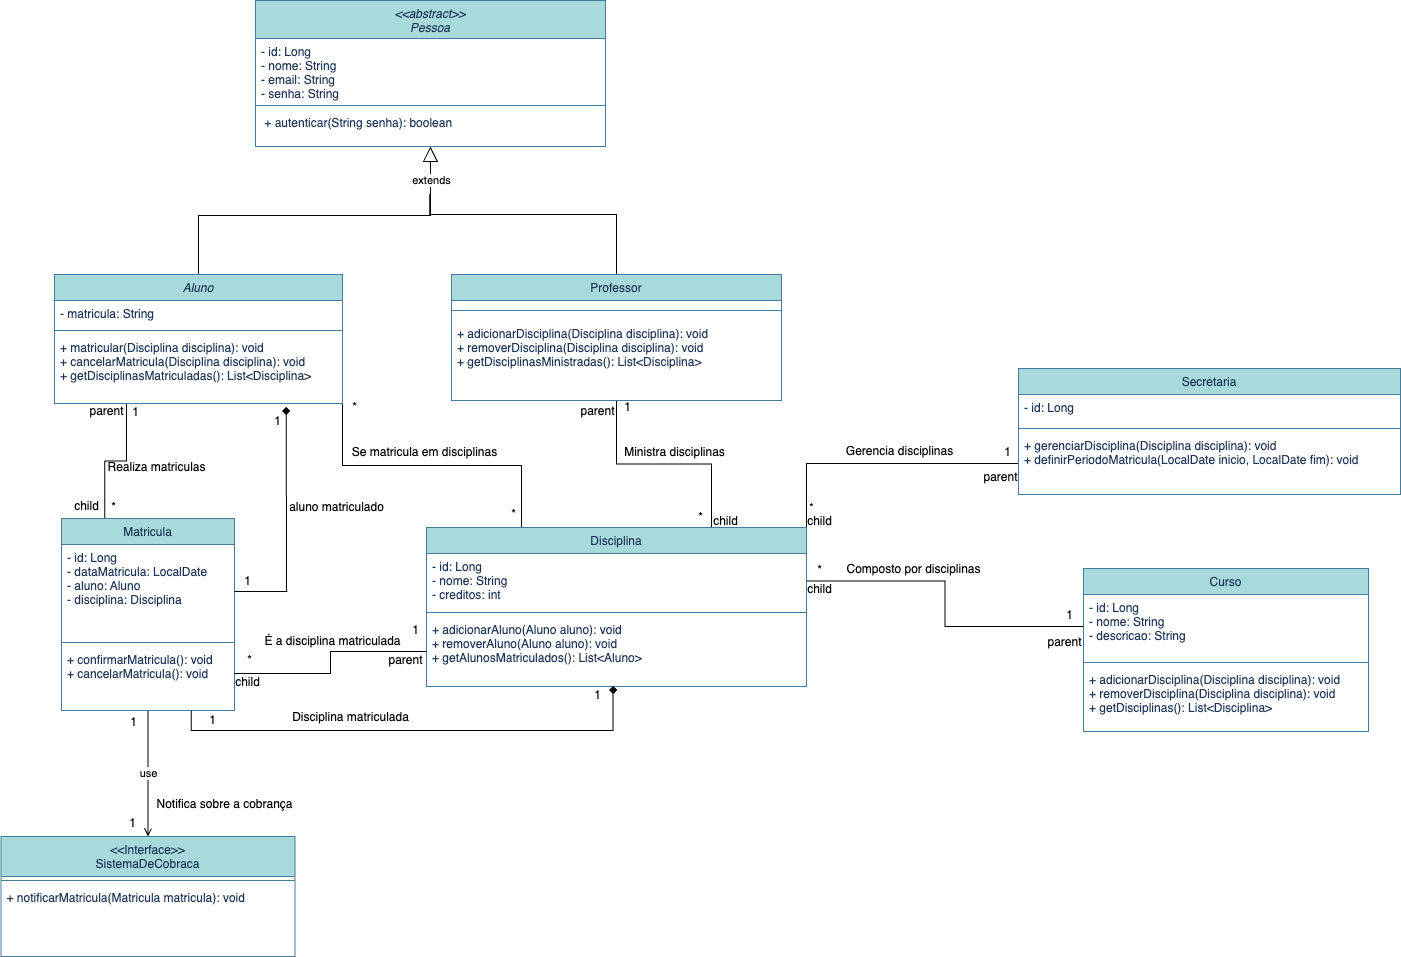 <<abstract>>
Pessoa
- id: Long
- nome: String
- email: String
- senha: String
+ autenticar(String senha): boolean
extends
Aluno
- matricula: String
+ matricular(Disciplina disciplina): void
+ cancelarMatricula(Disciplina disciplina): void
+ getDisciplinasMatriculadas(): List<Disciplina>
Professor
+ adicionarDisciplina(Disciplina disciplina): void
+ removerDisciplina(Disciplina disciplina): void
+ getDisciplinasMinistradas(): List<Disciplina>
Secretaria
- id: Long
+ gerenciarDisciplina(Disciplina disciplina): void
+ definirPeriodoMatricula(LocalDate inicio, LocalDate fim): void
parent 1
1
*
parent 1
Realiza matriculas
Se matricula em disciplinas
Ministra disciplinas
Gerencia disciplinas
1
parent
child *
aluno matriculado
*
* child
*
child
Matricula
- id: Long
- dataMatricula: LocalDate
- aluno: Aluno
- disciplina: Disciplina
+ confirmarMatricula(): void
+ cancelarMatricula(): void
1
Disciplina
- id: Long
- nome: String
- creditos: int
+ adicionarAluno(Aluno aluno): void
+ removerAluno(Aluno aluno): void
+ getAlunosMatriculados(): List<Aluno>
* Composto por disciplinas
child
1
parent
Curso
- id: Long
- nome: String
- descricao: String
+ adicionarDisciplina(Disciplina disciplina): void
+ removerDisciplina(Disciplina disciplina): void
+ getDisciplinas(): List<Disciplina>
1
É a disciplina matriculada
*
parent
child
1
1
1
Disciplina matriculada
use
Notifica sobre a cobrança
1
<<Interface>>
SistemaDeCobraca
+ notificarMatricula(Matricula matricula): void